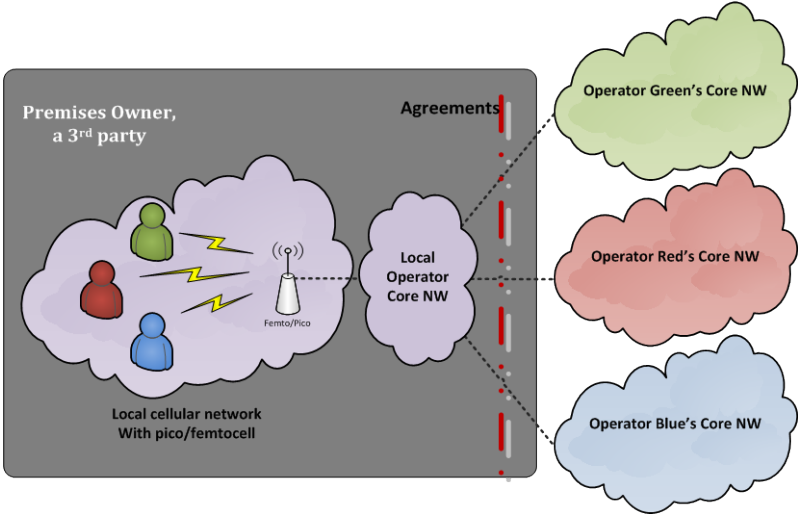 Premises Owner,
a 3rd party
Agreements
Operator Green's Core NW
Local
Operator
Core NW
Operator Red's Core NW
Femto/Pico
Local cellular network
With pico/femtocell
Operator Blue's Core NW